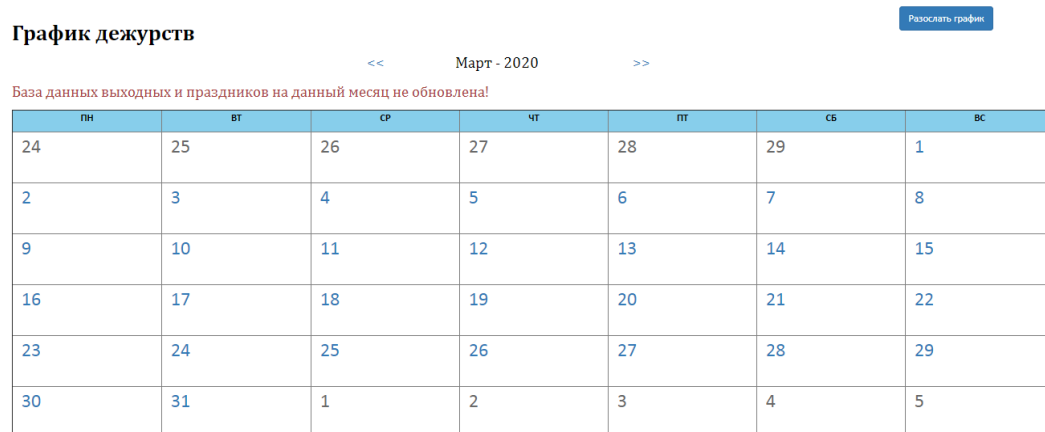 Разослать график
График дежурств
<< Март - 2020 >>
База данных выходных и праздников на данный месяц не обновлена!
ПН ВТ СР ЧТ ПТ СБ ВС
24 25 26 27 28 29 1
2 3 4 5 6 7 8
9 10 11 12 13 14 15
16 17 18 19 20 21 22
23 24 25 26 27 28 29
30 31 1 2 3 4 5